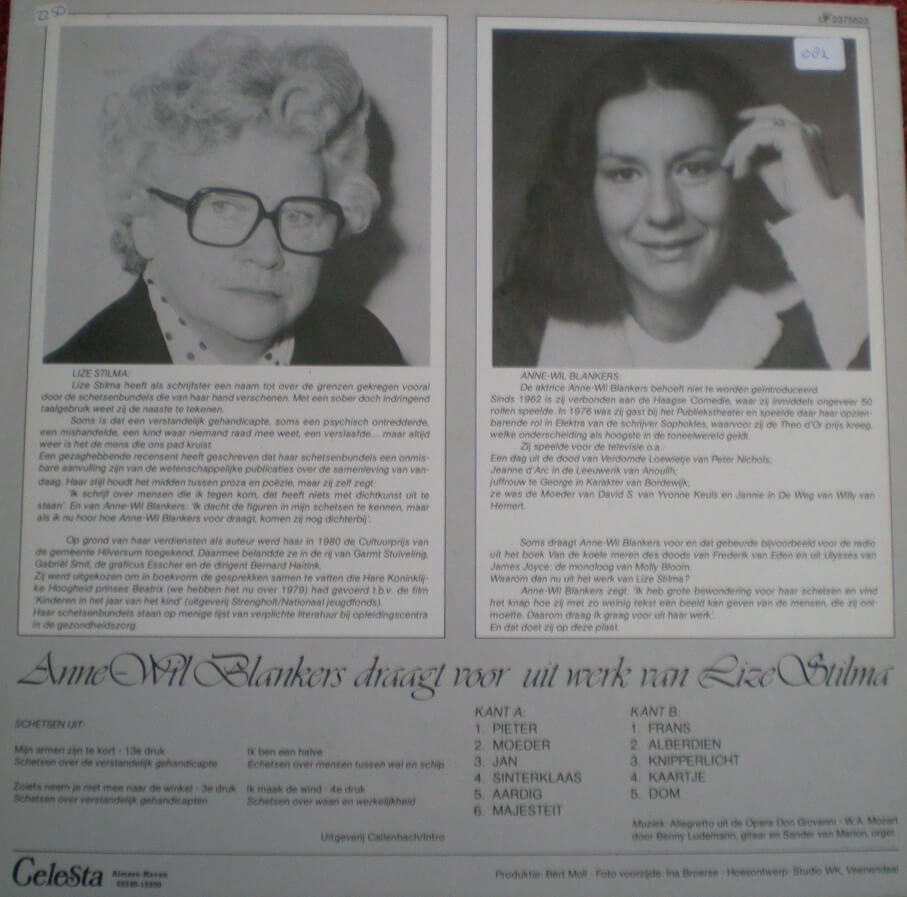 2250
LP 2375523
082
LIZE STILMA:
Lize Stilma heeft als schrijfster een naam tot over de grenzen gekregen vooral
door de schetsenbundels die van haar hand verschenen. Met een sober doch indringend
taalgebruik weet zij de naaste te tekenen.
Soms is dat een verstandelijk gehandicapte, soms een psychisch ontredderde,
een mishandelde, een kind waar niemand raad mee weet, een verslaafde... maar altijd
weer is het de mens die ons pad kruist.
Een gezaghebbende recensent heeft geschreven dat haar schetsenbundels een onmis-
bare aanvulling zijn van de wetenschappelijke publicaties over de samenleving van van-
daag. Haar stijl houdt het midden tussen proza en poëzie, maar zij zelf zegt:
'Ik schrijf over mensen die ik tegen kom, dat heeft niets met dichtkunst uit te
staan'. En van Anne-Wil Blankers: 'Ik dacht de figuren in mijn schetsen te kennen, maar
als ik nu hoor hoe Anne-Wil Blankers voor draagt, komen zij nog dichterbij'.
Op grond van haar verdiensten als auteur werd haar in 1980 de Cultuurprijs van
de gemeente Hilversum toegekend. Daarmee belandde ze in de rij van Garmt Stuiveling,
Gabriël Smit, de graficus Esscher en de dirigent Bernard Haitink.
Zij werd uitgekozen om in boekvorm de gesprekken samen te vatten die Hare Koninklij-
ke Hoogheid prinses Beatrix (we hebben het nu over 1979) had gevoerd t.b.v. de film
'Kinderen in het jaar van het kind' (uitgeverij Strengholt/Nationaal jeugdfonds).
Haar schetsenbundels staan op menige lijst van verplichte literatuur bij opleidingscentra
in de gezondheidszorg.
ANNE-WIL BLANKERS:
De aktrice Anne-Wil Blankers behoeft niet te worden geïntroduceerd.
Sinds 1962 is zij verbonden aan de Haagse Comedie, waar zij inmiddels ongeveer 50
rollen speelde. In 1976 was zij gast bij het Publiekstheater en speelde daar haar opzien-
barende rol in Elektra van de schrijver Sophokles, waarvoor zij de Theo d'Or prijs kreeg,
welke onderscheiding als hoogste in de toneelwereld geldt.
Zij speelde voor de televisie o.a.:
Een dag uit de dood van Verdomde Loewietje van Peter Nichols;
Jeanne d'Arc in de Leeuwerik van Anouilh;
juffrouw te George in Karakter van Bordewijk;
ze was de Moeder van David S. van Yvonne Keuls en Jannie in De Weg van Willy van
Hemert.
Soms draagt Anne-Wil Blankers voor en dat gebeurde bijvoorbeeld voor de radio
uit het boek Van de koele meren des doods van Frederik van Eden en uit Ulysses van
James Joyce: de monoloog van Molly Bloom.
Waarom dan nu uit het werk van Lize Stilma?
Anne-Wil Blankers zegt: 'Ik heb grote bewondering voor haar schetsen en vind
het knap hoe zij met zo weinig tekst een beeld kan geven van de mensen, die zij ont-
moette. Daarom draag ik graag voor uit haar werk'.
En dat doet zij op deze plaat.
Anne Wil Blankers draagt voor uit werk van Lize Stilma
SCHETSEN UIT:
Mijn armen zijn te kort - 13e druk
Schetsen over de verstandelijk gehandicapte
Zoiets neem je niet mee naar de winkel - 3e druk
Schetsen over verstandelijk gehandicapten
Ik ben een halve
Schetsen over mensen tussen wal en schip
Ik maak de wind - 4e druk
Schetsen over waan en werkelijkheid
Uitgeverij Callenbach/Intro
KANT A:
1. PIETER
2. MOEDER
3. JAN
4. SINTERKLAAS
5. AARDIG
6. MAJESTEIT
KANT B:
1. FRANS
2. ALBERDIEN
3. KNIPPERLICHT
4. KAARTJE
5. DOM
Muziek: Allegretto uit de Opera Don Giovanni - W.A. Mozart
door Benny Ludemann, gitaar en Sander van Marion, orgel
CeleSta
Almere-Haven
Produktie: Bert Moll - Foto voorzijde: Ina Broerse - Hoesontwerp: Studio WK, Veenendaal